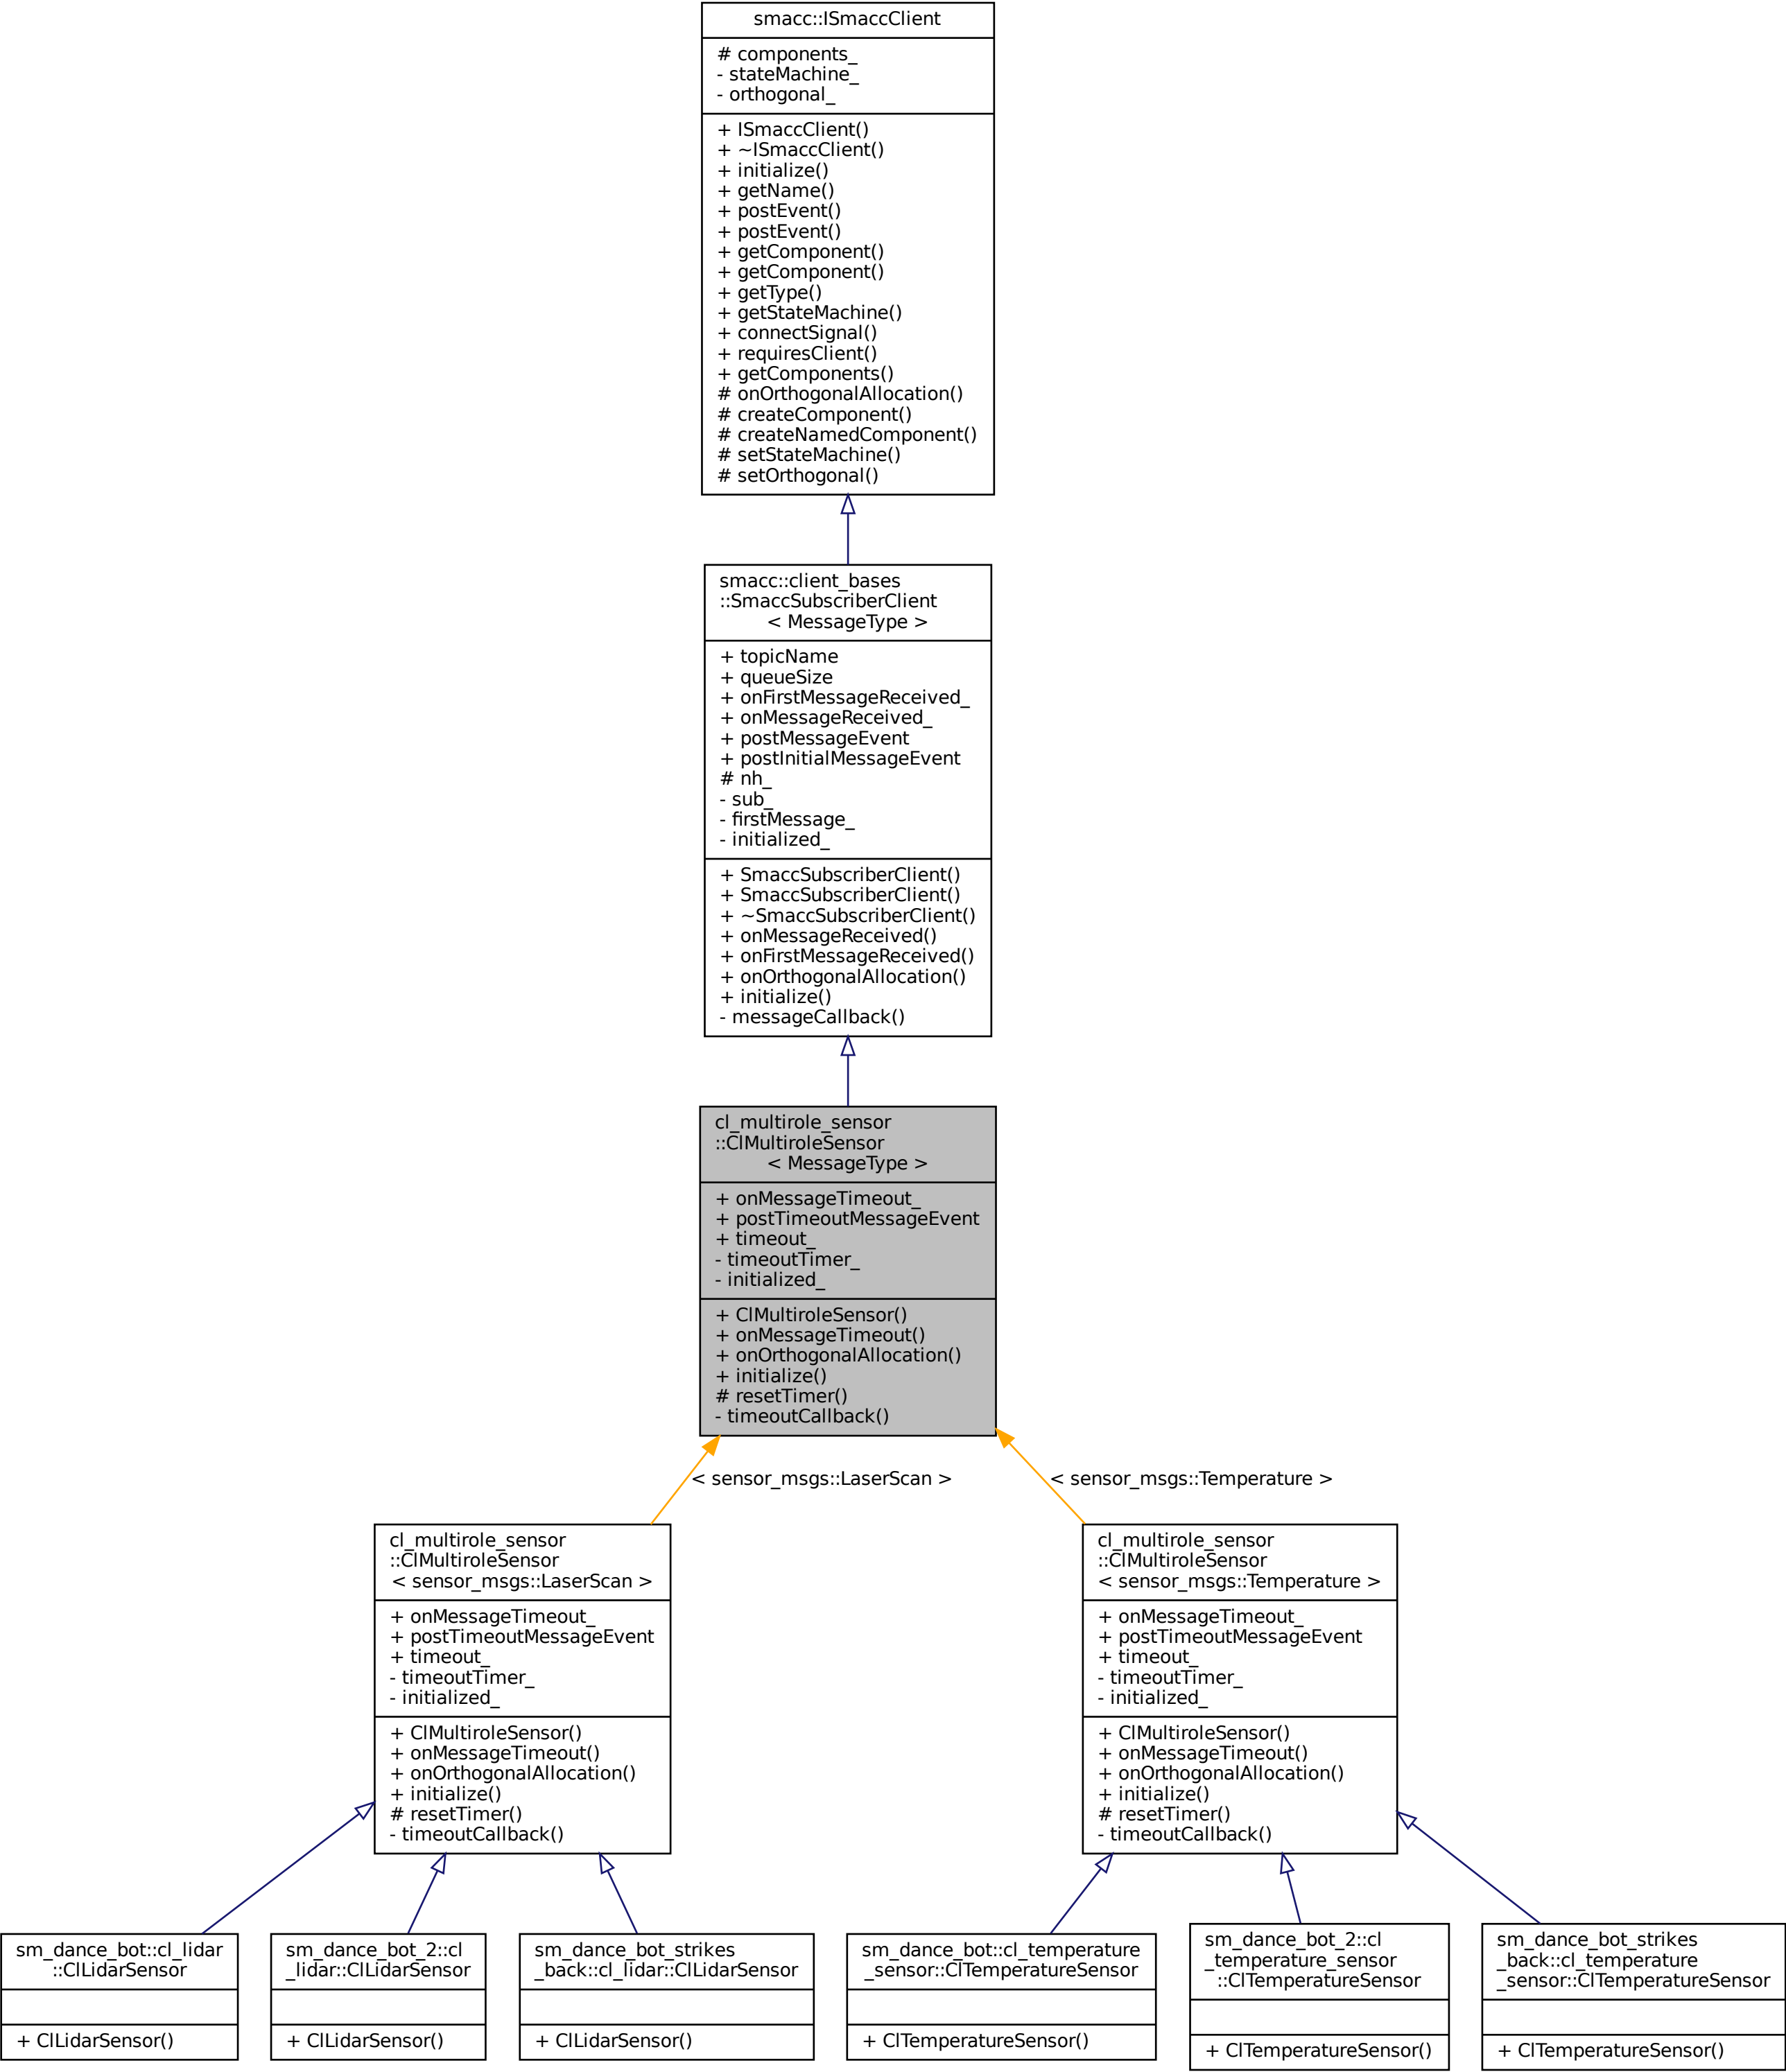 smacc::ISmaccClient
# components_
- stateMachine_
- orthogonal_
+ ISmaccClient()
+ ~ISmaccClient()
+ initialize()
+ getName()
+ postEvent()
+ postEvent()
+ getComponent()
+ getComponent()
+ getType()
+ getStateMachine()
+ connectSignal()
+ requiresClient()
+ getComponents()
# onOrthogonalAllocation()
# createComponent()
# createNamedComponent()
# setStateMachine()
# setOrthogonal()
smacc::client_bases
::SmaccSubscriberClient
< MessageType >
+ topicName
+ queueSize
+ onFirstMessageReceived_
+ onMessageReceived_
+ postMessageEvent
+ postInitialMessageEvent
# nh_
- sub_
- firstMessage_
- initialized_
+ SmaccSubscriberClient()
+ SmaccSubscriberClient()
+ ~SmaccSubscriberClient()
+ onMessageReceived()
+ onFirstMessageReceived()
+ onOrthogonalAllocation()
+ initialize()
- messageCallback()
cl_multirole_sensor
::ClMultiroleSensor
< MessageType >
+ onMessageTimeout_
+ postTimeoutMessageEvent
+ timeout_
- timeoutTimer_
- initialized_
+ ClMultiroleSensor()
+ onMessageTimeout()
+ onOrthogonalAllocation()
+ initialize()
# resetTimer()
- timeoutCallback()
< sensor_msgs::LaserScan >
< sensor_msgs::Temperature >
cl_multirole_sensor
::ClMultiroleSensor
< sensor_msgs::LaserScan >
+ onMessageTimeout_
+ postTimeoutMessageEvent
+ timeout_
- timeoutTimer_
- initialized_
+ ClMultiroleSensor()
+ onMessageTimeout()
+ onOrthogonalAllocation()
+ initialize()
# resetTimer()
- timeoutCallback()
cl_multirole_sensor
::ClMultiroleSensor
< sensor_msgs::Temperature >
+ onMessageTimeout_
+ postTimeoutMessageEvent
+ timeout_
- timeoutTimer_
- initialized_
+ ClMultiroleSensor()
+ onMessageTimeout()
+ onOrthogonalAllocation()
+ initialize()
# resetTimer()
- timeoutCallback()
sm_dance_bot::cl_lidar
::ClLidarSensor
+ ClLidarSensor()
sm_dance_bot_2::cl
_lidar::ClLidarSensor
+ ClLidarSensor()
sm_dance_bot_strikes
_back::cl_lidar::ClLidarSensor
+ ClLidarSensor()
sm_dance_bot::cl_temperature
_sensor::ClTemperatureSensor
+ ClTemperatureSensor()
sm_dance_bot_2::cl
_temperature_sensor
::ClTemperatureSensor
+ ClTemperatureSensor()
sm_dance_bot_strikes
_back::cl_temperature
_sensor::ClTemperatureSensor
+ ClTemperatureSensor()